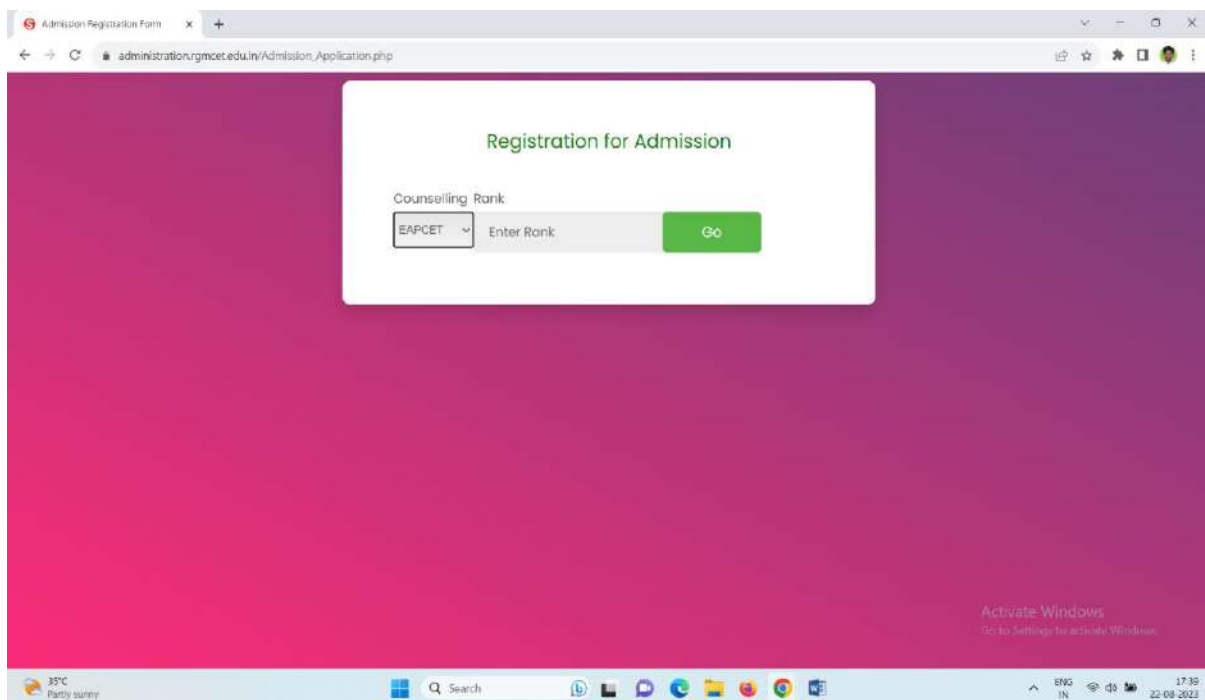 Admission Registration Form
administration.rgmcet.edu.in/Admission_Application.php
Registration for Admission
Counselling Rank
EAPCET Enter Rank Go
Activate Windows
Go to Settings to activate Windows.
35°C
Partly sunny
Search
ENG
IN
17:39
22-08-2023